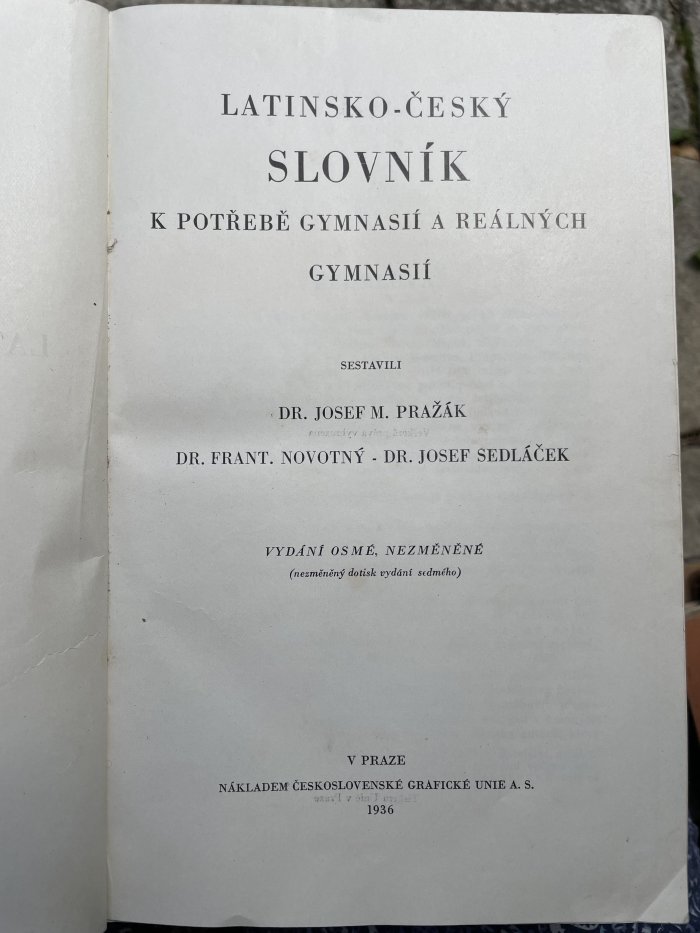 LATINSKO-ČESKÝ
SLOVNÍK
K POTŘEBĚ GYMNASIÍ A REÁLNÝCH
GYMNASIÍ
SESTAVILI
DR. JOSEF M. PRAŽÁK
DR. FRANT. NOVOTNÝ - DR. JOSEF SEDLÁČEK
VYDÁNÍ OSMÉ, NEZMĚNĚNÉ
(nezměněný dotisk vydání sedmého)
V PRAZE
NÁKLADEM ČESKOSLOVENSKÉ GRAFICKÉ UNIE A. S.
1936